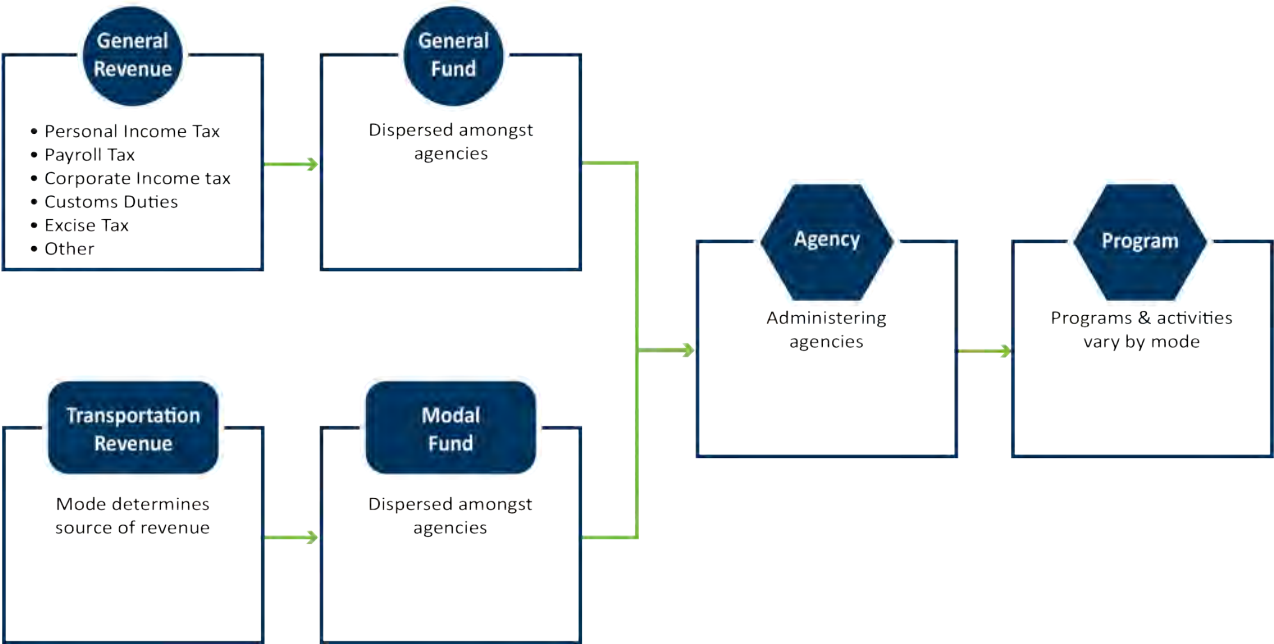 General
Revenue
• Personal Income Tax
• Payroll Tax
• Corporate Income tax
• Customs Duties
• Excise Tax
• Other
General
Fund
Dispersed amongst
agencies
Transportation
Revenue
Mode determines
source of revenue
Modal
Fund
Dispersed amongst
agencies
Agency
Administering
agencies
Program
Programs & activities
vary by mode